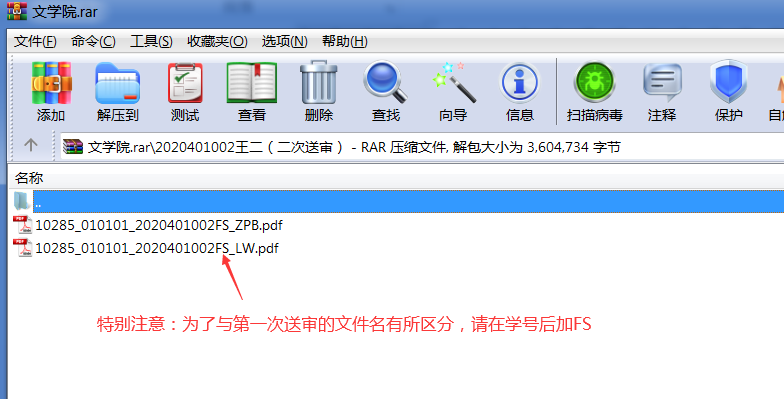 文学院.rar
文件(F) 命令(C) 工具(S) 收藏夹(O) 选项(N) 帮助(H)
添加 解压到 测试 查看 删除 查找 向导 信息 扫描病毒 注释 保护
文学院.rar\2020401002王二（二次送审） - RAR 压缩文件, 解包大小为 3,604,734 字节
名称
..
10285_010101_2020401002FS_ZPB.pdf
10285_010101_2020401002FS_LW.pdf
特别注意：为了与第一次送审的文件名有所区分，请在学号后加FS